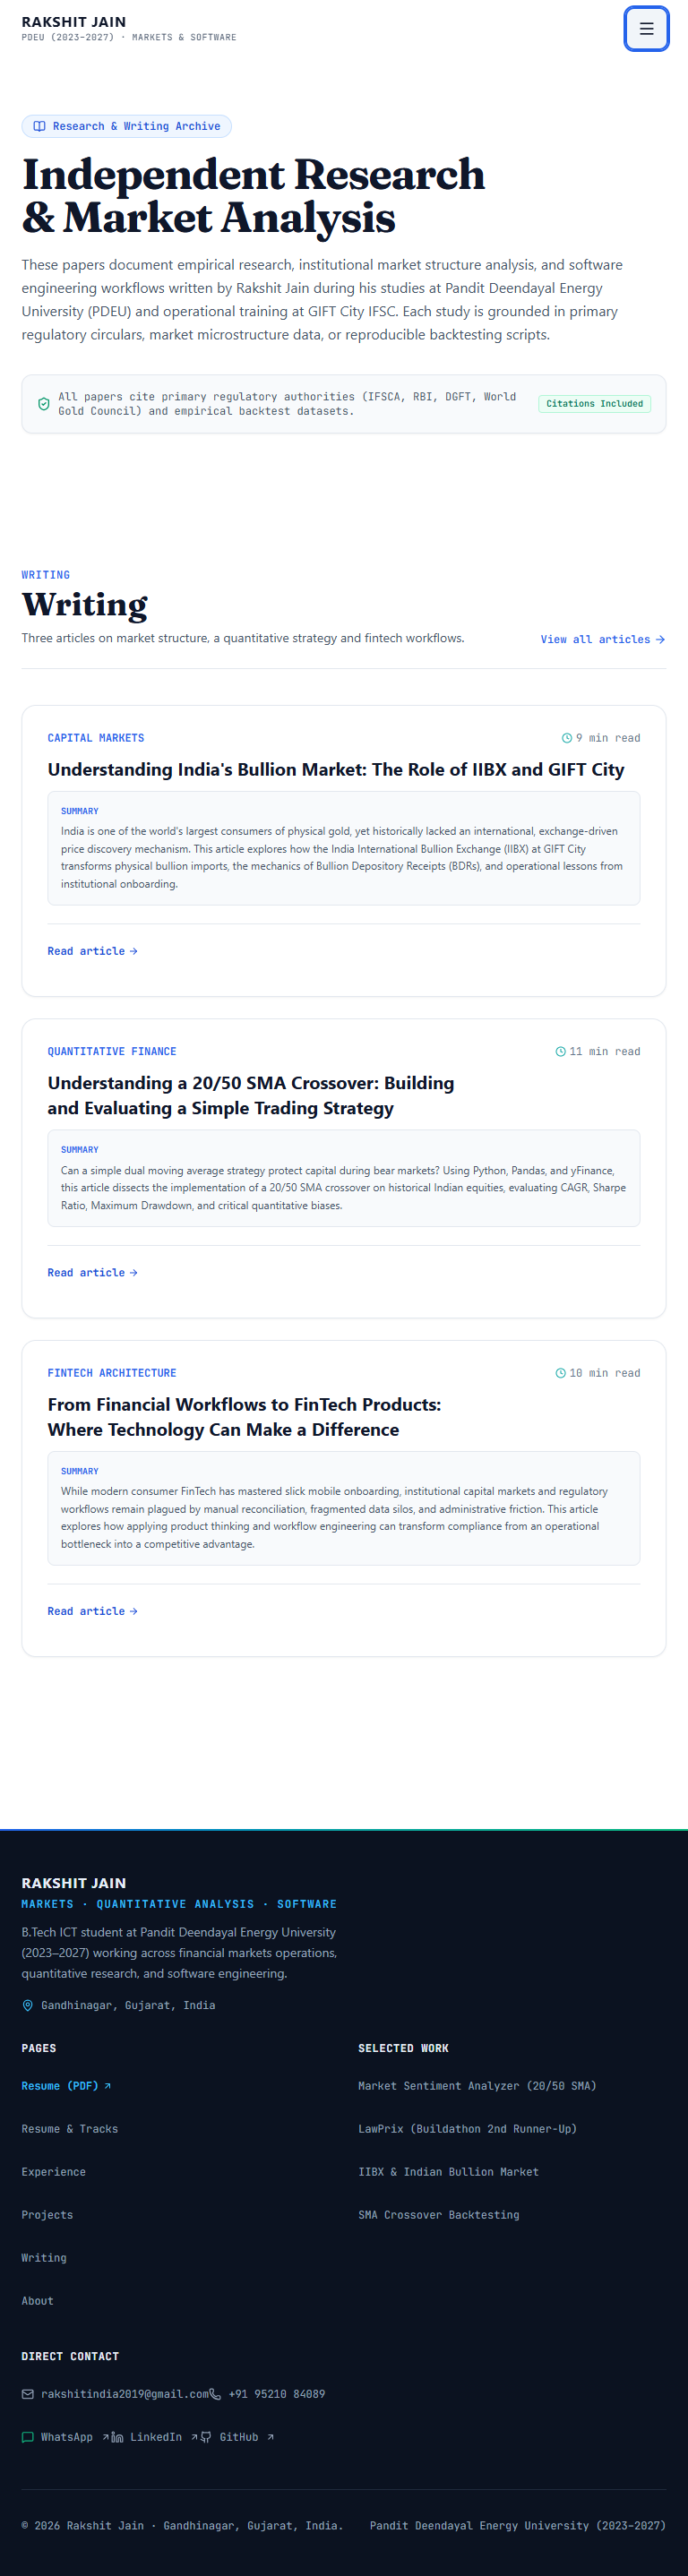 RAKSHIT JAIN
PDEU (2023–2027) · MARKETS & SOFTWARE
Research & Writing Archive
Independent Research
& Market Analysis
These papers document empirical research, institutional market structure analysis, and software
engineering workflows written by Rakshit Jain during his studies at Pandit Deendayal Energy
University (PDEU) and operational training at GIFT City IFSC. Each study is grounded in primary
regulatory circulars, market microstructure data, or reproducible backtesting scripts.
All papers cite primary regulatory authorities (IFSCA, RBI, DGFT, World
Gold Council) and empirical backtest datasets.
Citations Included
WRITING
Writing
Three articles on market structure, a quantitative strategy and fintech workflows.
View all articles →
CAPITAL MARKETS
9 min read
Understanding India's Bullion Market: The Role of IIBX and GIFT City
SUMMARY
India is one of the world's largest consumers of physical gold, yet historically lacked an international, exchange-driven
price discovery mechanism. This article explores how the India International Bullion Exchange (IIBX) at GIFT City
transforms physical bullion imports, the mechanics of Bullion Depository Receipts (BDRs), and operational lessons from
institutional onboarding.
Read article →
QUANTITATIVE FINANCE
11 min read
Understanding a 20/50 SMA Crossover: Building
and Evaluating a Simple Trading Strategy
SUMMARY
Can a simple dual moving average strategy protect capital during bear markets? Using Python, Pandas, and yFinance,
this article dissects the implementation of a 20/50 SMA crossover on historical Indian equities, evaluating CAGR, Sharpe
Ratio, Maximum Drawdown, and critical quantitative biases.
Read article →
FINTECH ARCHITECTURE
10 min read
From Financial Workflows to FinTech Products:
Where Technology Can Make a Difference
SUMMARY
While modern consumer FinTech has mastered slick mobile onboarding, institutional capital markets and regulatory
workflows remain plagued by manual reconciliation, fragmented data silos, and administrative friction. This article
explores how applying product thinking and workflow engineering can transform compliance from an operational
bottleneck into a competitive advantage.
Read article →
RAKSHIT JAIN
MARKETS · QUANTITATIVE ANALYSIS · SOFTWARE
B.Tech ICT student at Pandit Deendayal Energy University
(2023–2027) working across financial markets operations,
quantitative research, and software engineering.
Gandhinagar, Gujarat, India
PAGES
Resume (PDF) ↗
Resume & Tracks
Experience
Projects
Writing
About
SELECTED WORK
Market Sentiment Analyzer (20/50 SMA)
LawPrix (Buildathon 2nd Runner-Up)
IIBX & Indian Bullion Market
SMA Crossover Backtesting
DIRECT CONTACT
rakshitindia2019@gmail.com +91 95210 84089
WhatsApp ↗ LinkedIn ↗ GitHub ↗
© 2026 Rakshit Jain · Gandhinagar, Gujarat, India.
Pandit Deendayal Energy University (2023–2027)